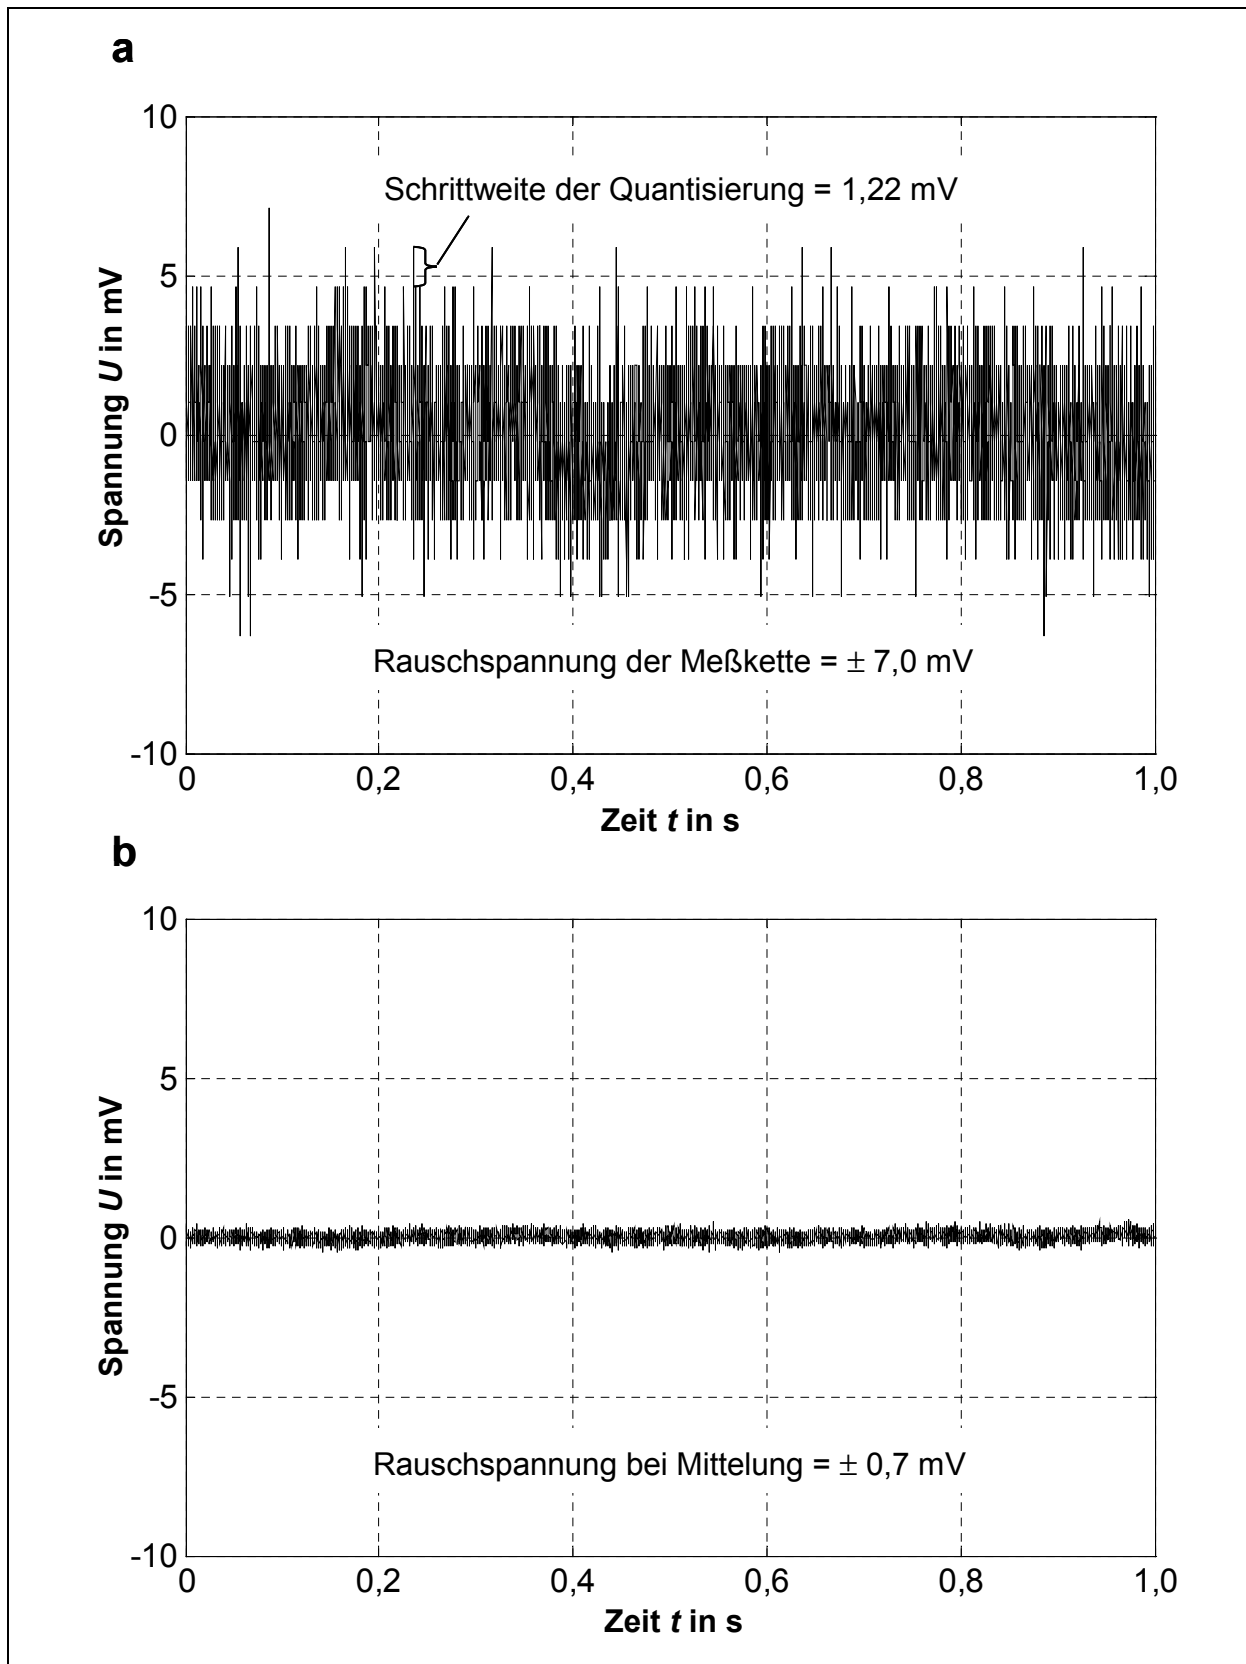 a
10
Schrittweite der Quantisierung = 1,22 mV
5
Spannung U in mV
0
-5
Rauschspannung der Meßkette = ± 7,0 mV
-10
0 0,2 0,4 0,6 0,8 1,0
Zeit t in s
b
10
5
Spannung U in mV
0
-5
Rauschspannung bei Mittelung = ± 0,7 mV
-10
0 0,2 0,4 0,6 0,8 1,0
Zeit t in s